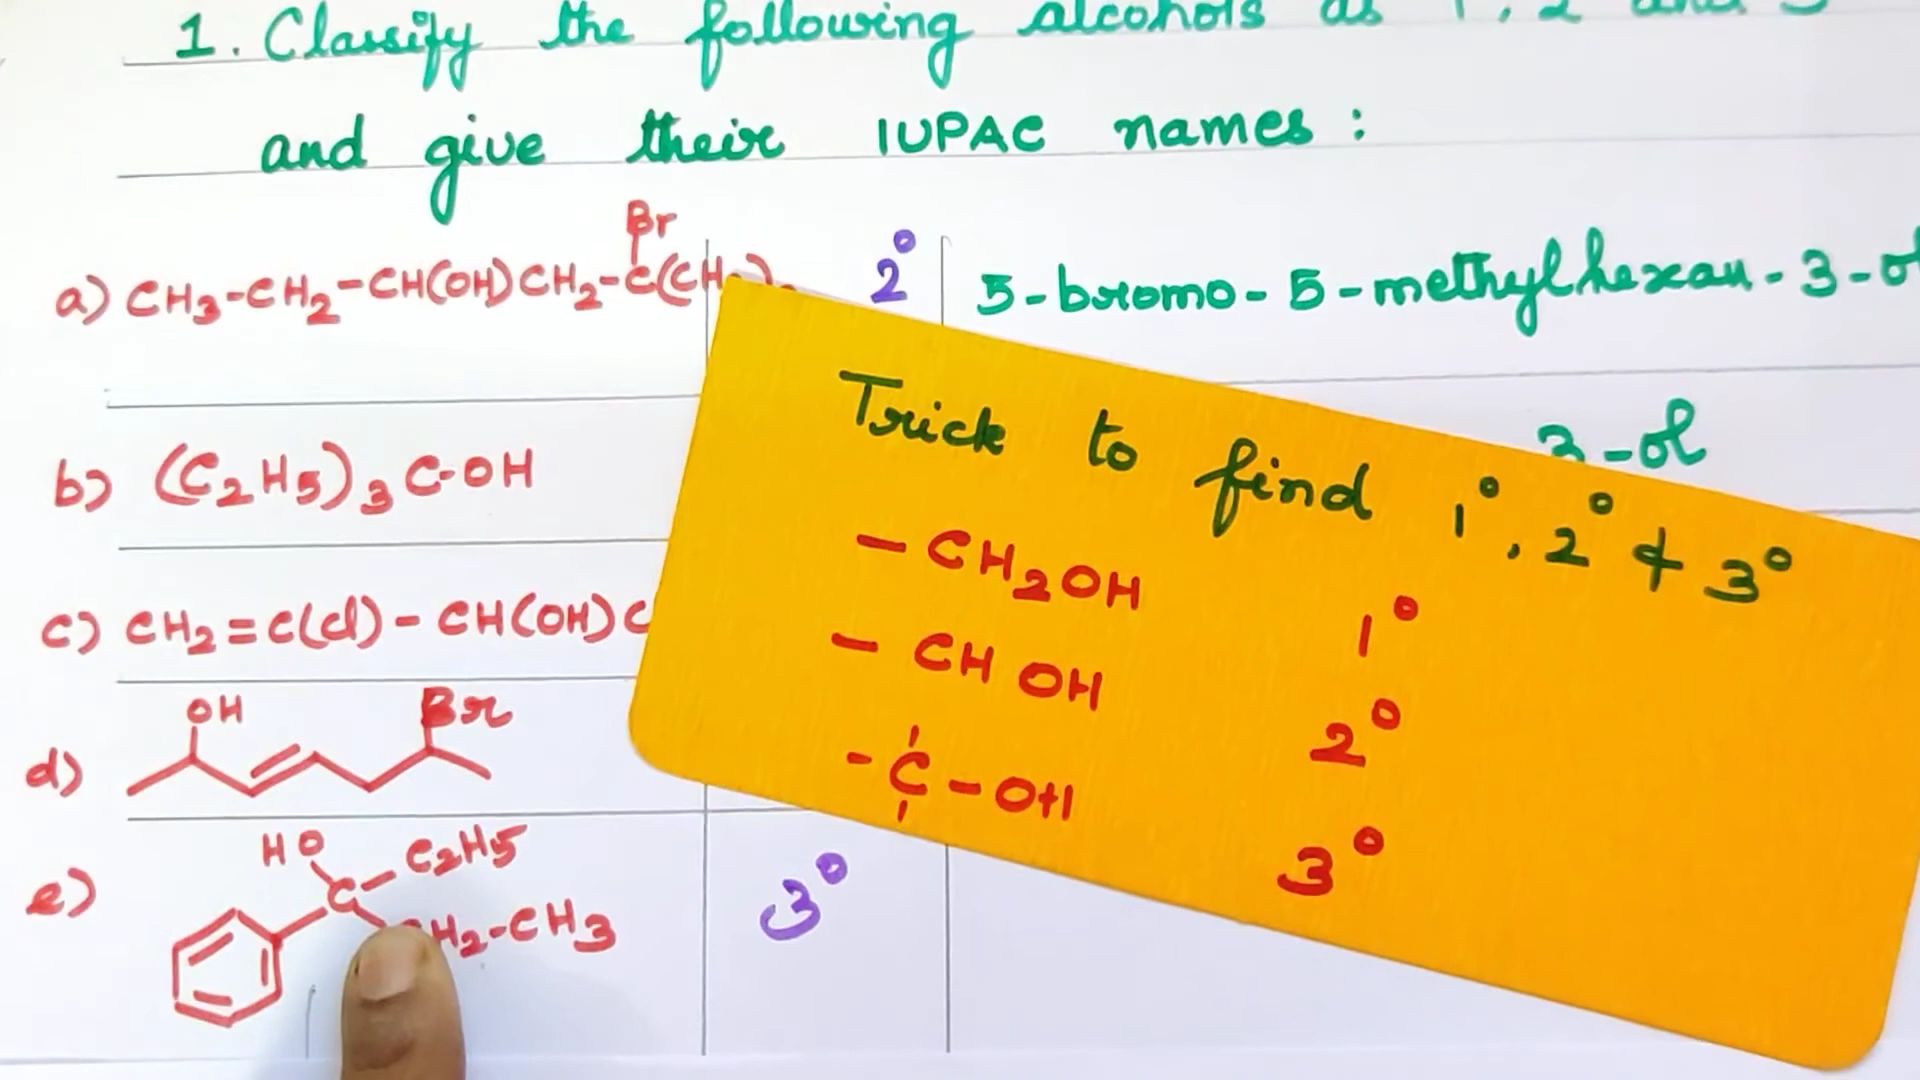 1. Classify the following alcohols as 1, 2 and 3
and give their IUPAC names :
Br
a) CH3-CH2-CH(OH)CH2-C(CH
2°
5-bromo-5-methylhexan-3-ol
b) (C2H5)3C-OH
3-ol
c) CH2=C(Cl)-CH(OH)C
OH Br
d)
HO C2H5
e) C
H2-CH3
3°
Trick to find 1°, 2° & 3°
-CH2OH 1°
-CH OH 2°
-C-OH 3°